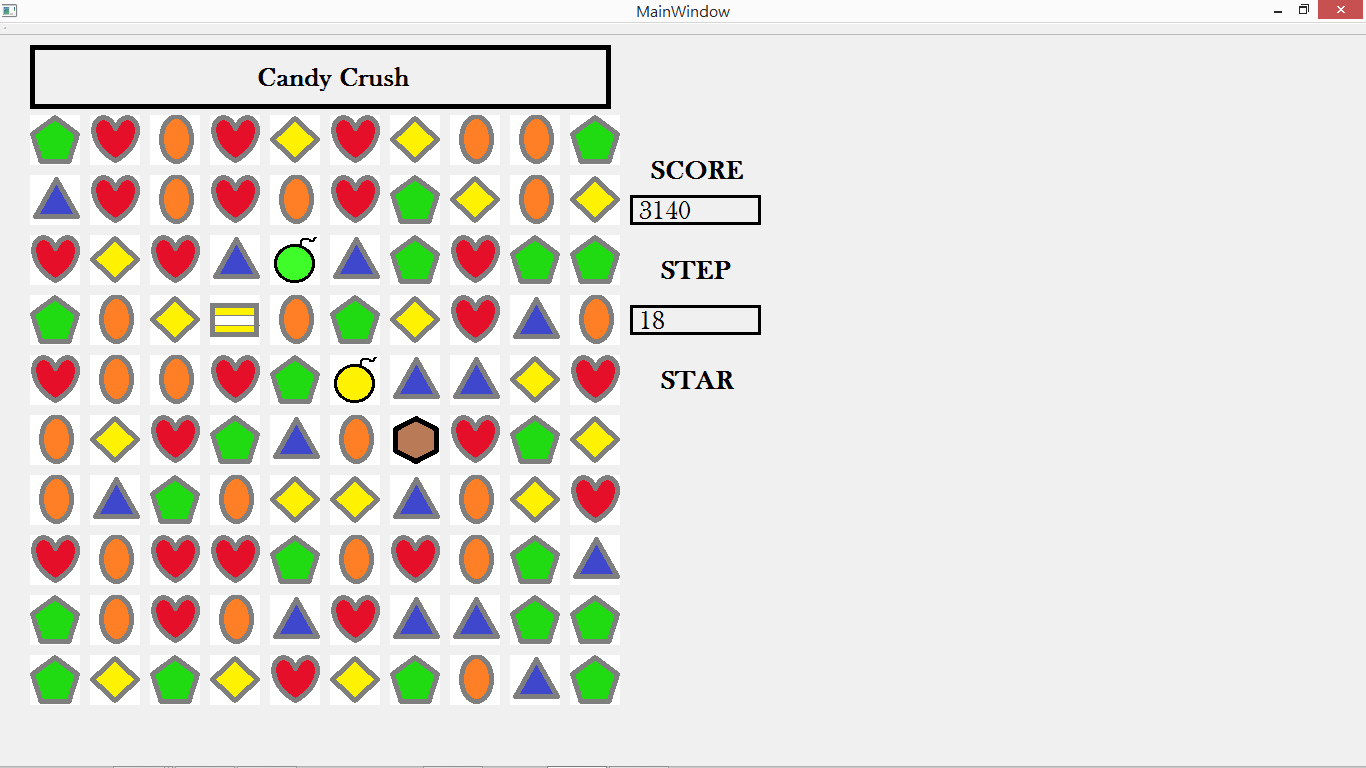 MainWindow
Candy Crush
SCORE
3140
STEP
18
STAR